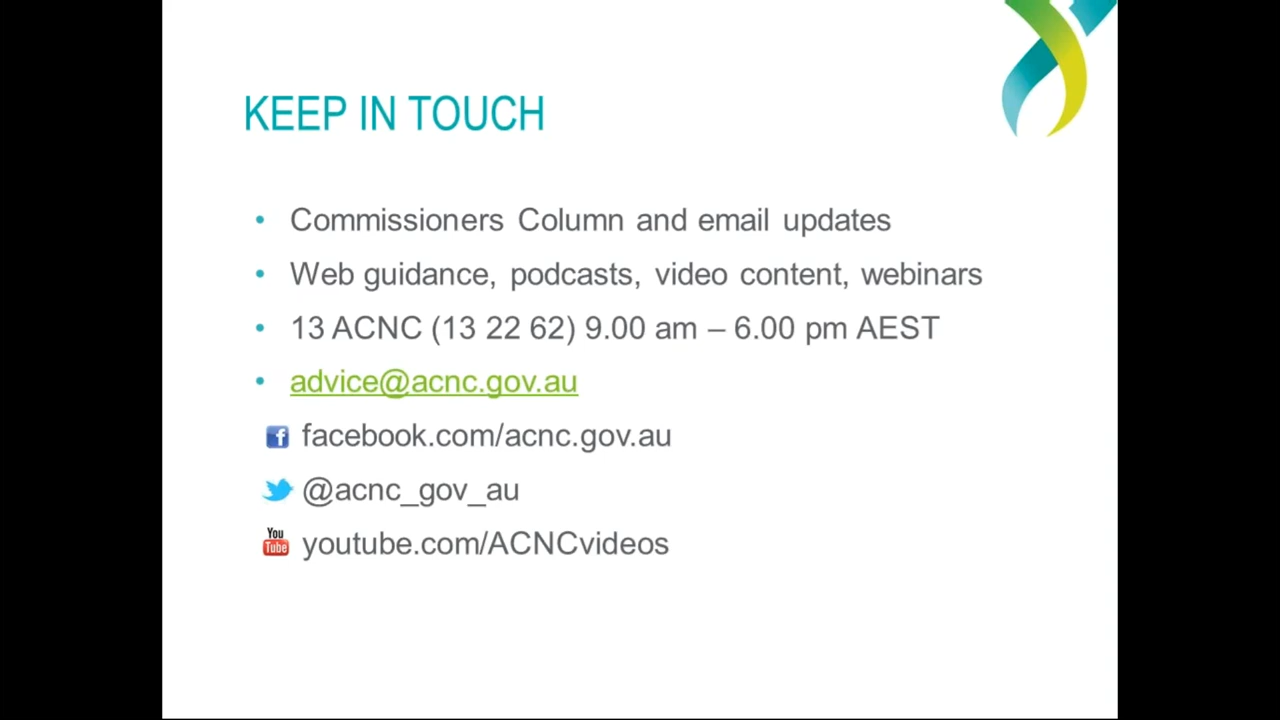 KEEP IN TOUCH
• Commissioners Column and email updates
• Web guidance, podcasts, video content, webinars
• 13 ACNC (13 22 62) 9.00 am – 6.00 pm AEST
• advice@acnc.gov.au
f facebook.com/acnc.gov.au
@acnc_gov_au
You Tube youtube.com/ACNCvideos